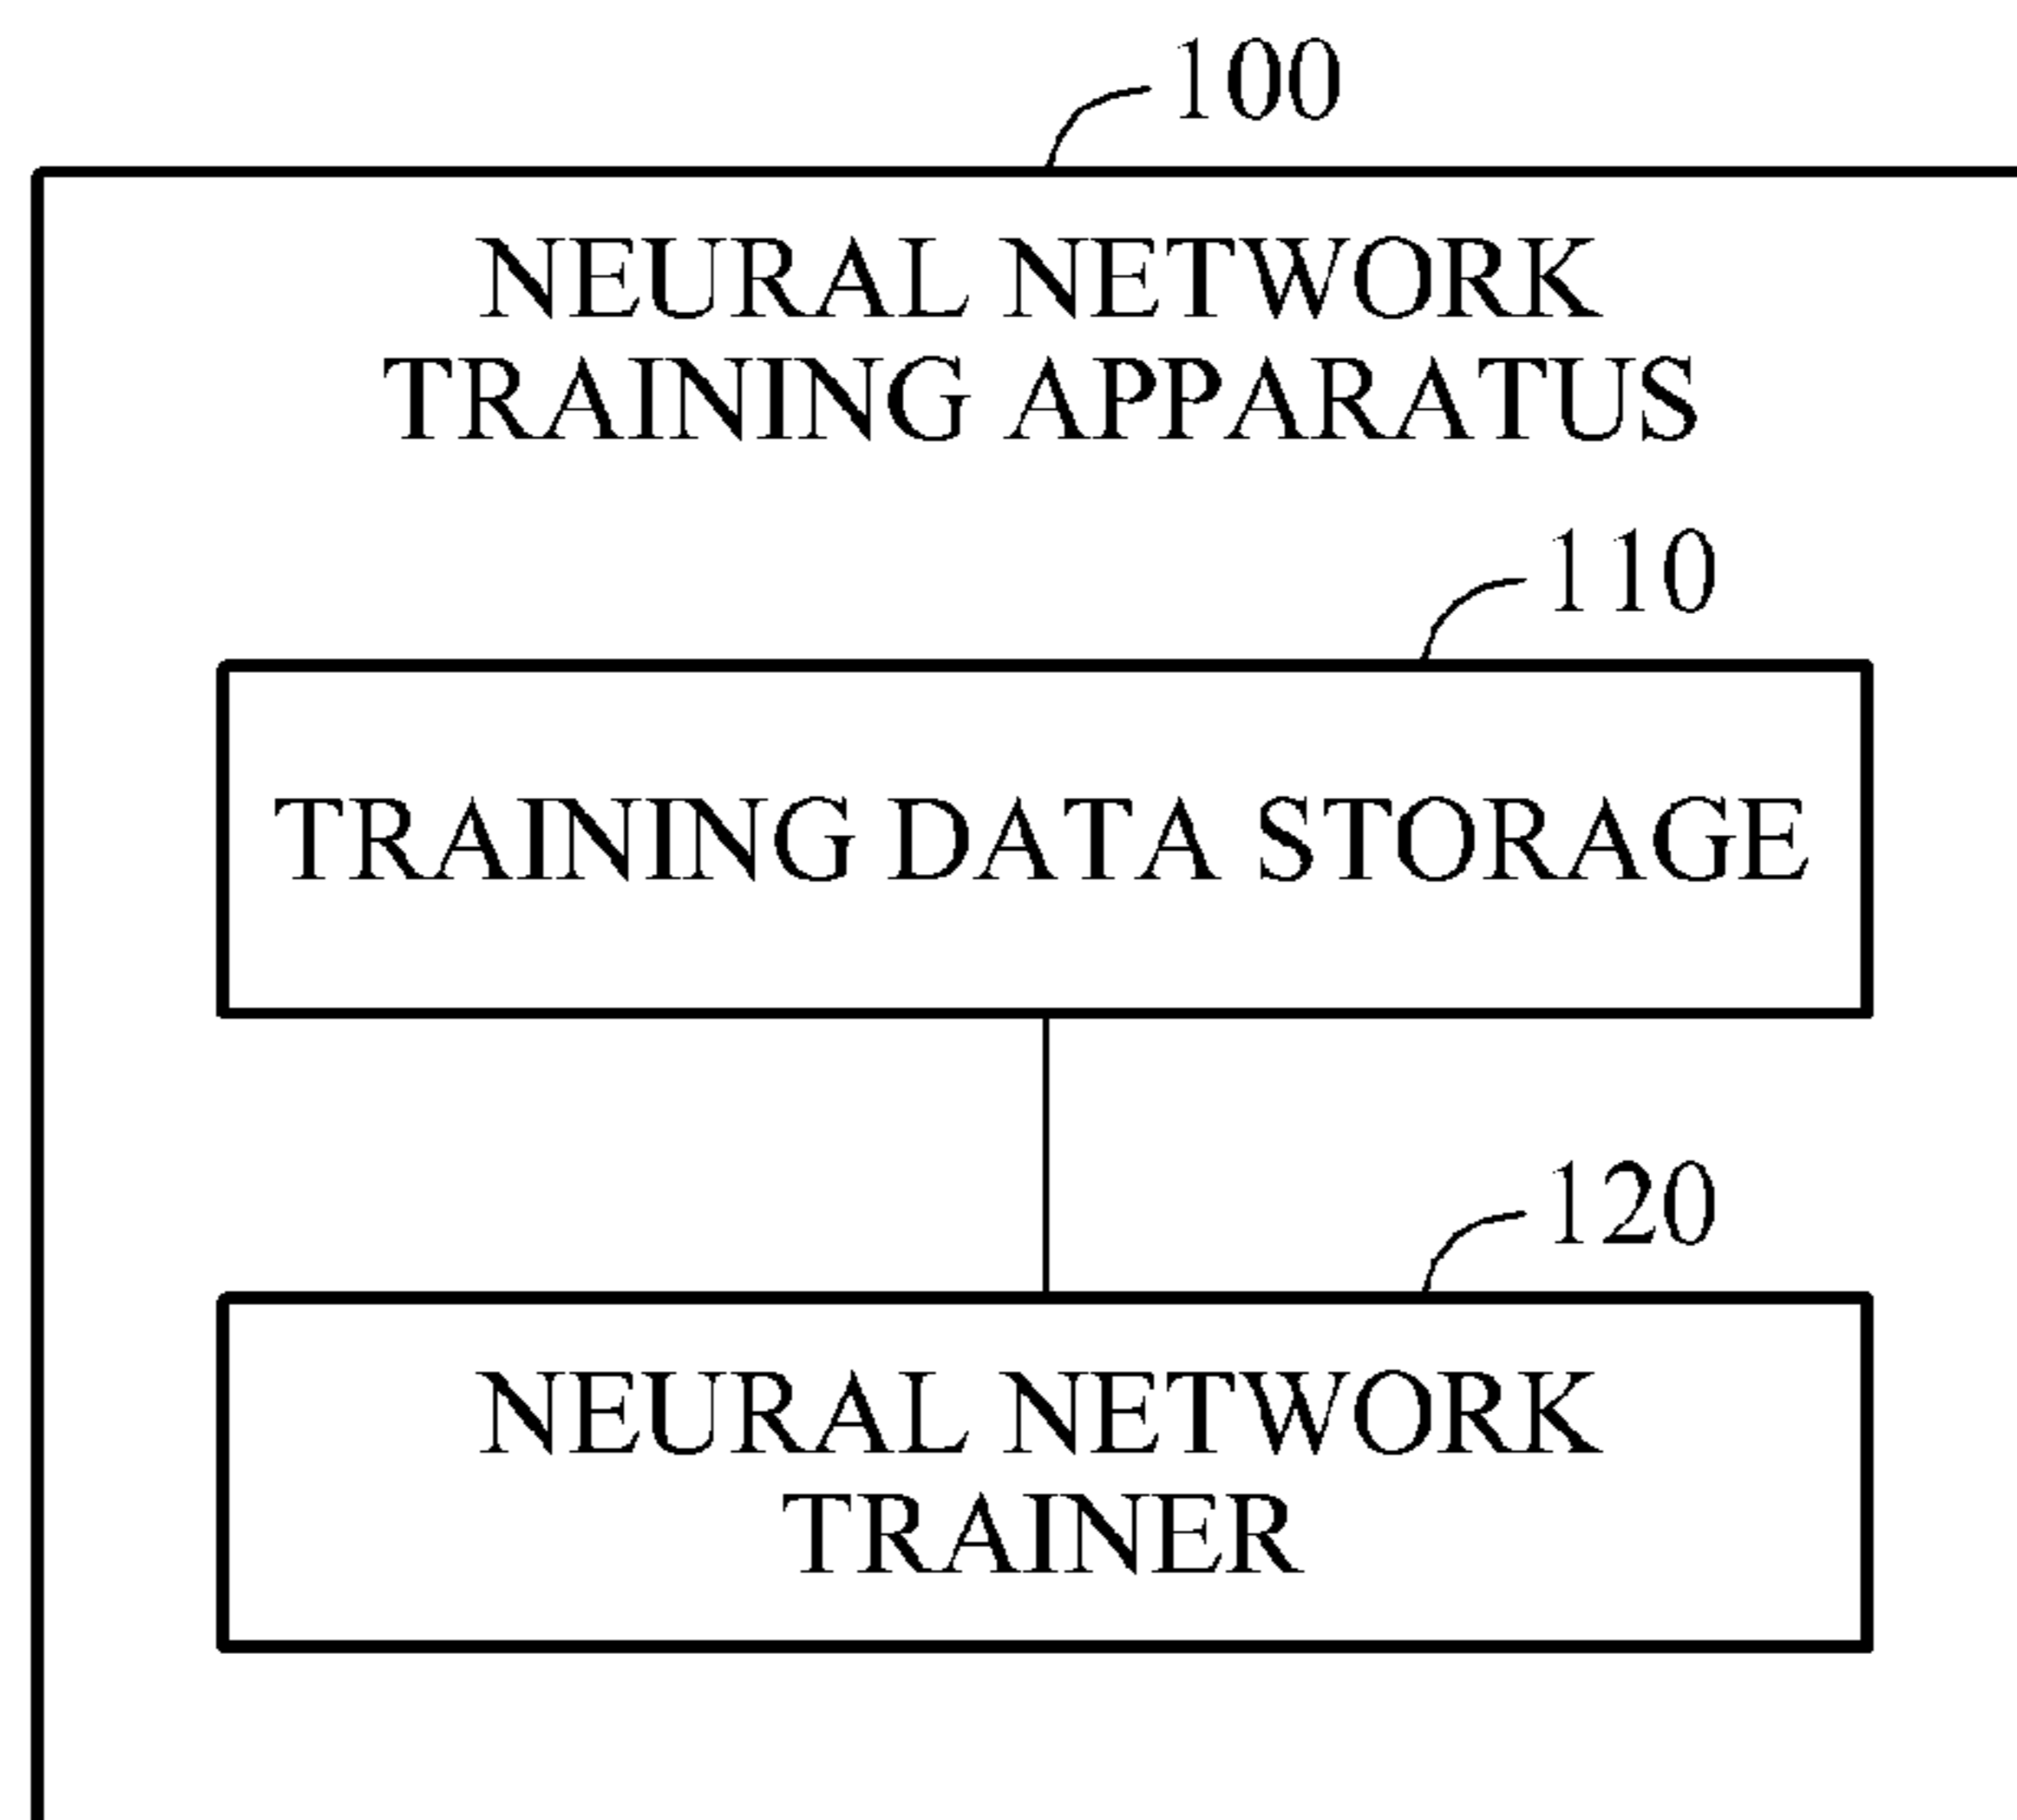 100
NEURAL NETWORK
TRAINING APPARATUS
110
TRAINING DATA STORAGE
120
NEURAL NETWORK
TRAINER